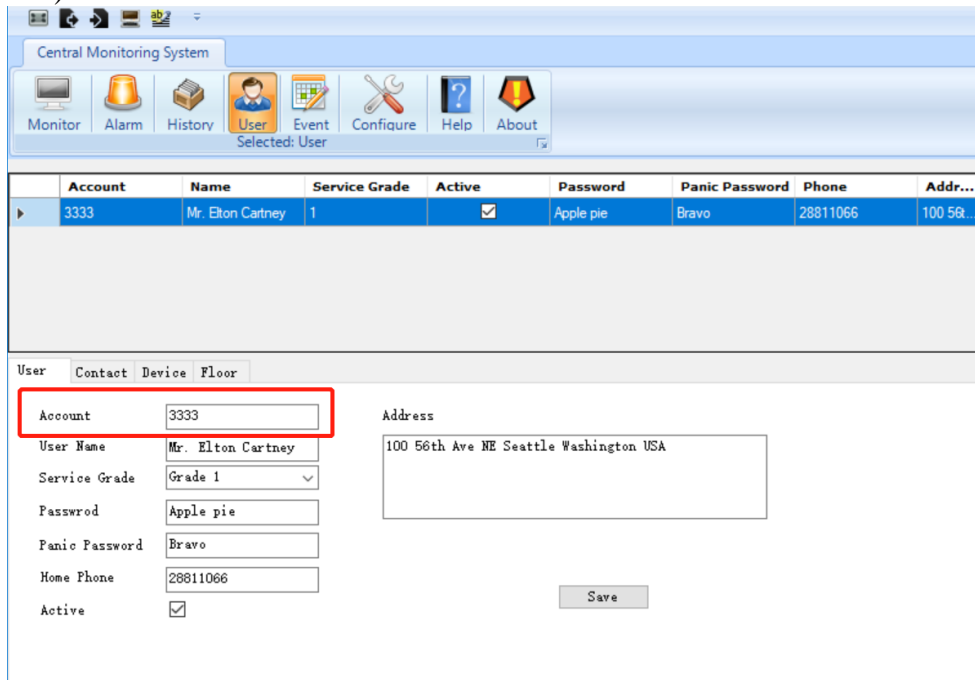 Central Monitoring System
Monitor Alarm History User Event Configure Help About
Selected: User
Account Name Service Grade Active Password Panic Password Phone Addr...
3333 Mr. Elton Cartney 1 Apple pie Bravo 28811066 100 56t...
User Contact Device Floor
Account 3333 Address
User Name Mr. Elton Cartney 100 56th Ave NE Seattle Washington USA
Service Grade Grade 1
Passwrod Apple pie
Panic Password Bravo
Home Phone 28811066
Save
Active